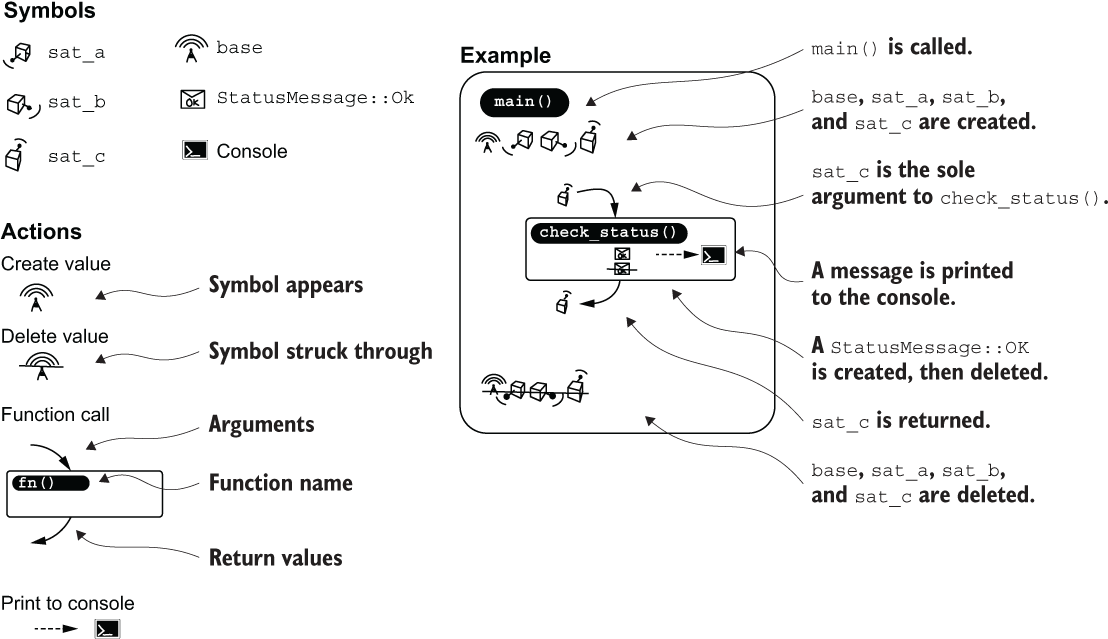 Symbols
sat_a
base
sat_b
StatusMessage::Ok
OK
sat_c
>_
Console
Actions
Create value
Symbol appears
Delete value
Symbol struck through
Function call
Arguments
fn()
Function name
Return values
Print to console
>_
Example
main()
check_status()
OK
>_
OK
main() is called.
base, sat_a, sat_b,
and sat_c are created.
sat_c is the sole
argument to check_status().
A message is printed
to the console.
A StatusMessage::OK
is created, then deleted.
sat_c is returned.
base, sat_a, sat_b,
and sat_c are deleted.